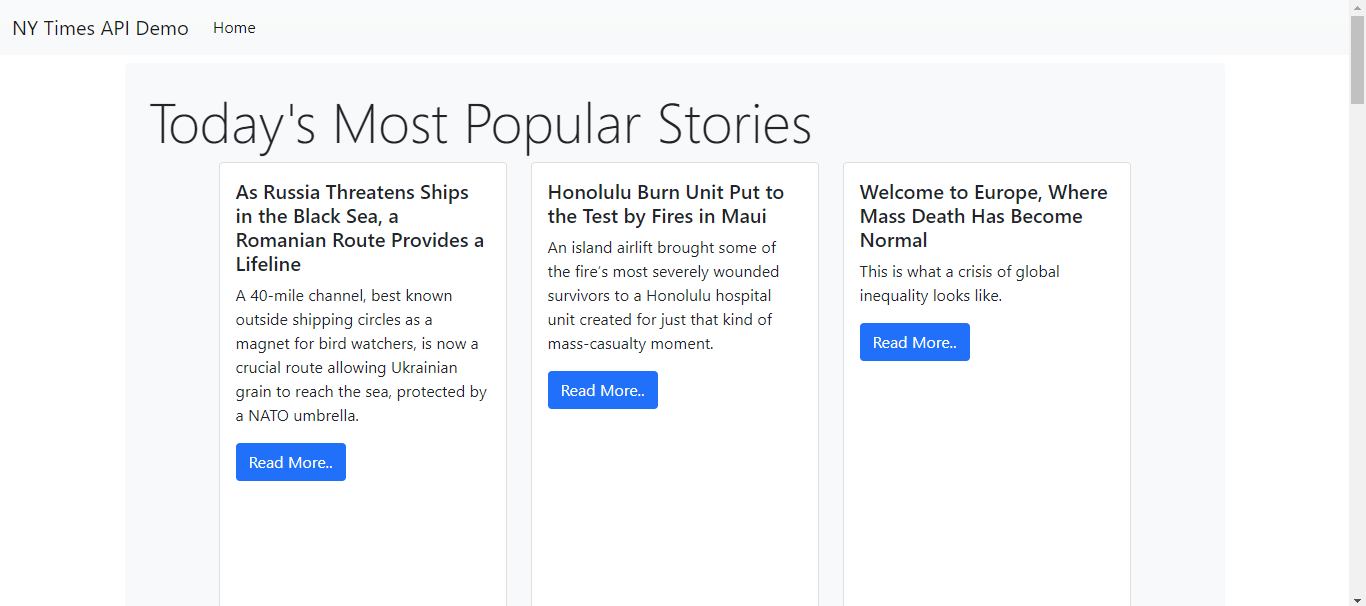 NY Times API Demo Home
Today's Most Popular Stories
As Russia Threatens Ships
in the Black Sea, a
Romanian Route Provides a
Lifeline
A 40-mile channel, best known
outside shipping circles as a
magnet for bird watchers, is now a
crucial route allowing Ukrainian
grain to reach the sea, protected by
a NATO umbrella.
Read More..
Honolulu Burn Unit Put to
the Test by Fires in Maui
An island airlift brought some of
the fire’s most severely wounded
survivors to a Honolulu hospital
unit created for just that kind of
mass-casualty moment.
Read More..
Welcome to Europe, Where
Mass Death Has Become
Normal
This is what a crisis of global
inequality looks like.
Read More..